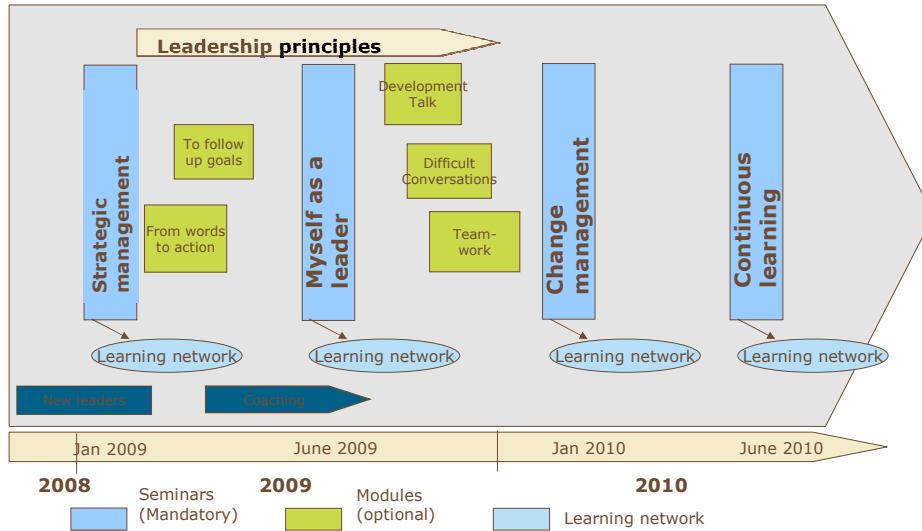 Leadership principles
Strategic
management
To follow
up goals
From words
to action
Myself as a
leader
Development
Talk
Difficult
Conversations
Team-
work
Change
management
Continuous
learning
Learning network
Learning network
Learning network
Learning network
New leaders
Coaching
Jan 2009
June 2009
Jan 2010
June 2010
2008
2009
2010
Seminars
(Mandatory)
Modules
(optional)
Learning network